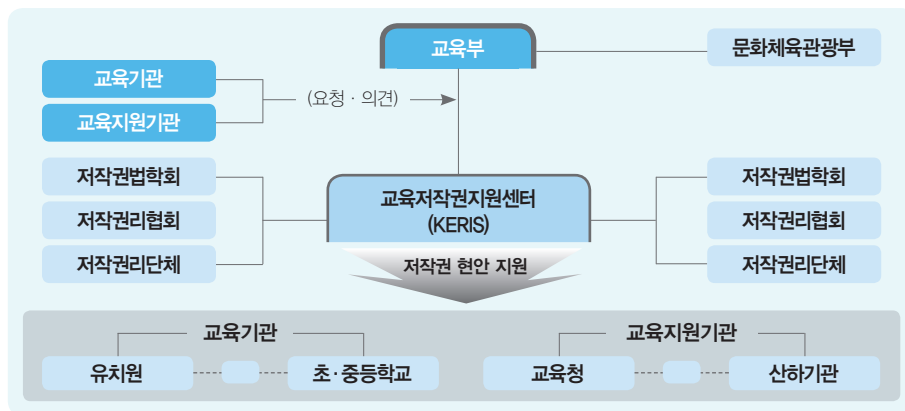 교육부
문화체육관광부
교육기관
(요청 · 의견)
교육지원기관
저작권법학회
저작권리협회
저작권리단체
교육저작권지원센터
(KERIS)
저작권법학회
저작권리협회
저작권리단체
저작권 현안 지원
교육기관
유치원
초·중등학교
교육지원기관
교육청
산하기관